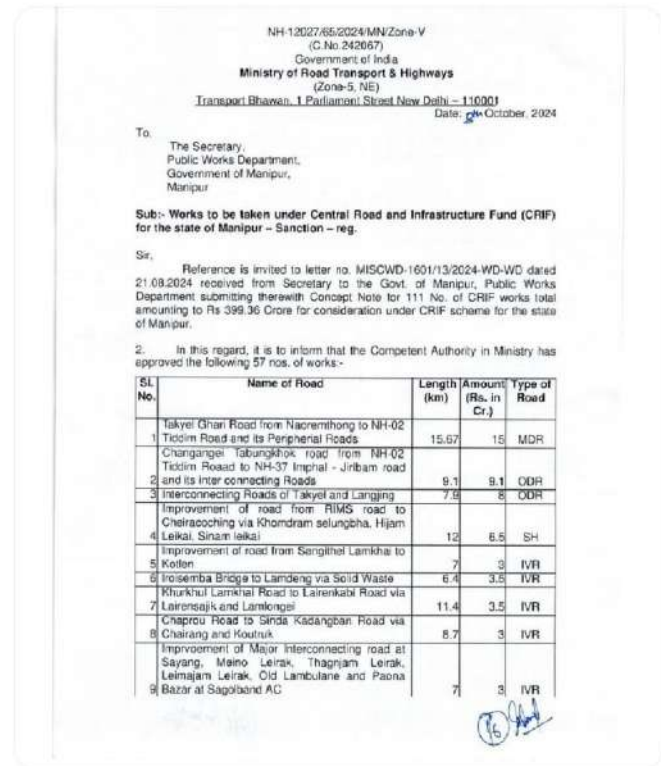 NH-12027/65/2024/MN/Zone-V
(C.No.242067)
Government of India
Ministry of Road Transport & Highways
(Zone-5, NE)
Transport Bhawan, 1 Parliament Street New Delhi – 110001
Date: October, 2024
To,
The Secretary,
Public Works Department,
Government of Manipur,
Manipur
Sub:- Works to be taken under Central Road and Infrastructure Fund (CRIF)
for the state of Manipur – Sanction – reg.
Sir,
Reference is invited to letter no. MISCWD-1601/13/2024-WD-WD dated
21.08.2024 received from Secretary to the Govt. of Manipur, Public Works
Department submitting therewith Concept Note for 111 No. of CRIF works total
amounting to Rs 399.36 Crore for consideration under CRIF scheme for the state
of Manipur.
2. In this regard, it is to inform that the Competent Authority in Ministry has
approved the following 57 nos. of works:-
Sl. Name of Road Length Amount Type of
No. (km) (Rs. in Road
Cr.)
Takyel Ghari Road from Naoremthong to NH-02
1 Tiddim Road and its Peripherial Roads 15.67 15 MDR
Changangei Tabungkhok road from NH-02
Tiddim Roaad to NH-37 Imphal - Jiribam road
2 and its inter connecting Roads 9.1 9.1 ODR
3 Interconnecting Roads of Takyel and Langjing 7.9 8 ODR
Improvement of road from RIMS road to
Cheiracoching via Khomdram selungbha, Hijam
4 Leikai, Sinam leikai 12 6.5 SH
Improvement of road from Sangithel Lamkhai to
5 Kotlen 7 3 IVR
6 Iroisemba Bridge to Lamdeng via Solid Waste 6.4 3.5 IVR
Khurkhul Lamkhai Road to Lairenkabi Road via
7 Lairensajik and Lamlongei 11.4 3.5 IVR
Chaprou Road to Sinda Kadangban Road via
8 Chairang and Koutruk 8.7 3 IVR
Imprvoement of Major Interconnecting road at
Sayang, Meino Leirak, Thagnjam Leirak,
Leimajam Leirak, Old Lambulane and Paona
9 Bazar at Sagolband AC 7 3 IVR